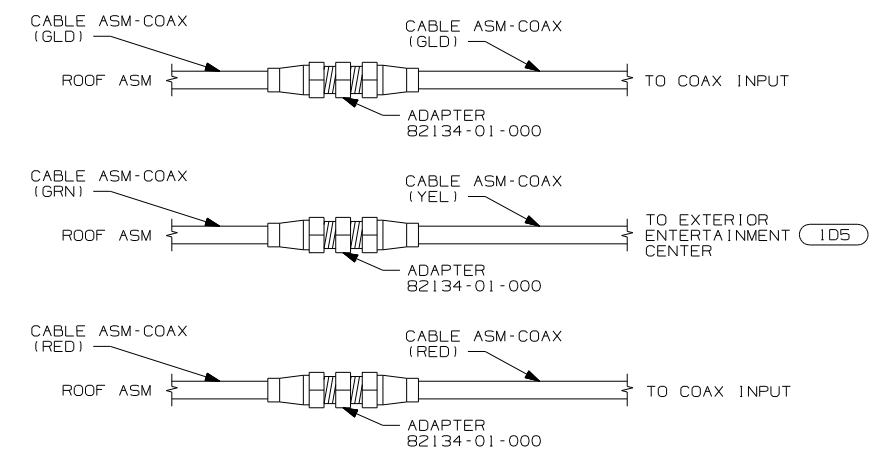 CABLE ASM-COAX
(GLD)
CABLE ASM-COAX
(GLD)
ROOF ASM
TO COAX INPUT
ADAPTER
82134-01-000
CABLE ASM-COAX
(GRN)
CABLE ASM-COAX
(YEL)
ROOF ASM
TO EXTERIOR
ENTERTAINMENT
CENTER
1D5
ADAPTER
82134-01-000
CABLE ASM-COAX
(RED)
CABLE ASM-COAX
(RED)
ROOF ASM
TO COAX INPUT
ADAPTER
82134-01-000